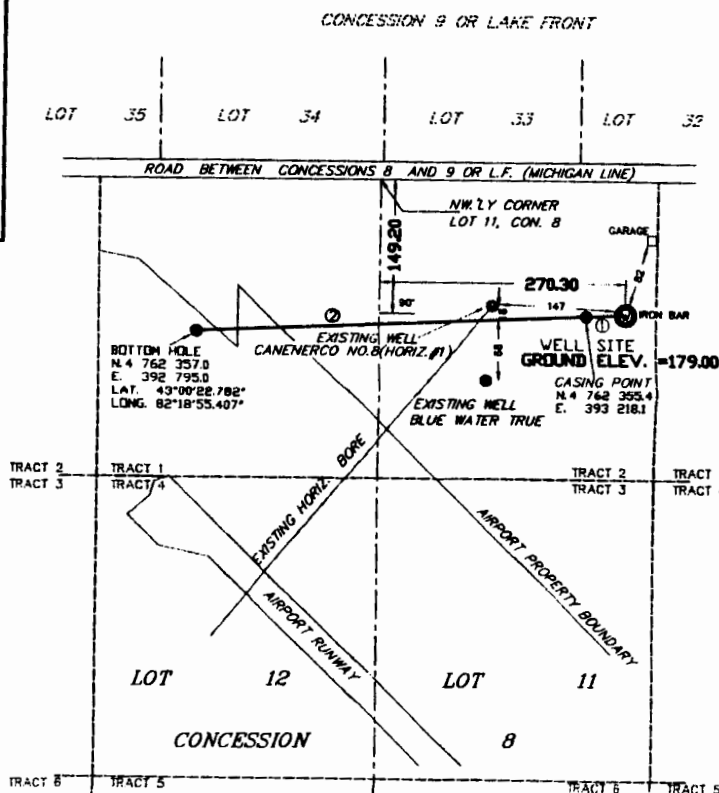 CONCESSION 9 OR LAKE FRONT
LOT 35 LOT 34 LOT 33 LOT 32
ROAD BETWEEN CONCESSIONS 8 AND 9 OR L.F. (MICHIGAN LINE)
NW.'LY CORNER
LOT 11, CON. 8
149.20
GARAGE
270.30
90°
147
IRON BAR
②
①
EXISTING WELL
CANENERCO NO.8(HORIZ.#1)
WELL SITE
GROUND ELEV. =179.00
BOTTOM HOLE
N.4 762 357.0
E. 392 795.0
LAT. 43°00'22.782"
LONG. 82°18'55.407"
CASING POINT
N.4 762 355.4
E. 393 218.1
EXISTING WELL
BLUE WATER TRUE
TRACT 2 TRACT 1 TRACT 2 TRACT
TRACT 3 TRACT 4 TRACT 3 TRACT
EXISTING HORIZ. BORE
AIRPORT PROPERTY BOUNDARY
AIRPORT RUNWAY
LOT 12 LOT 11
CONCESSION 8
TRACT 6 TRACT 5 TRACT 6 TRACT 5